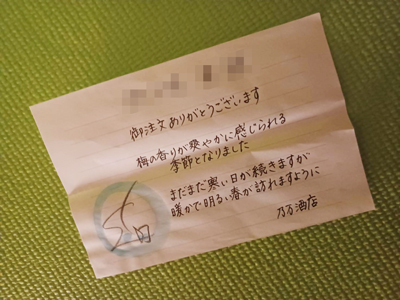 御注文ありがとうございます
梅の香りが爽やかに感じられる
季節となりました
まだまだ寒い日が続きますが
暖かで明るい春が訪れますように
乃万酒店